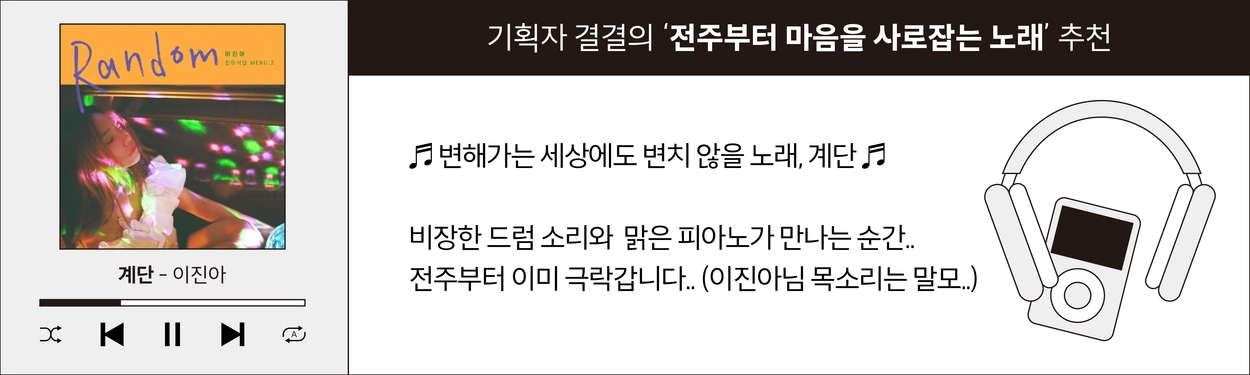 Random
이진아
진아식당 MENU.3
계단 - 이진아
A
기획자 결결의 ‘전주부터 마음을 사로잡는 노래’ 추천
♬ 변해가는 세상에도 변치 않을 노래, 계단 ♬
비장한 드럼 소리와 맑은 피아노가 만나는 순간..
전주부터 이미 극락갑니다.. (이진아님 목소리는 말모..)